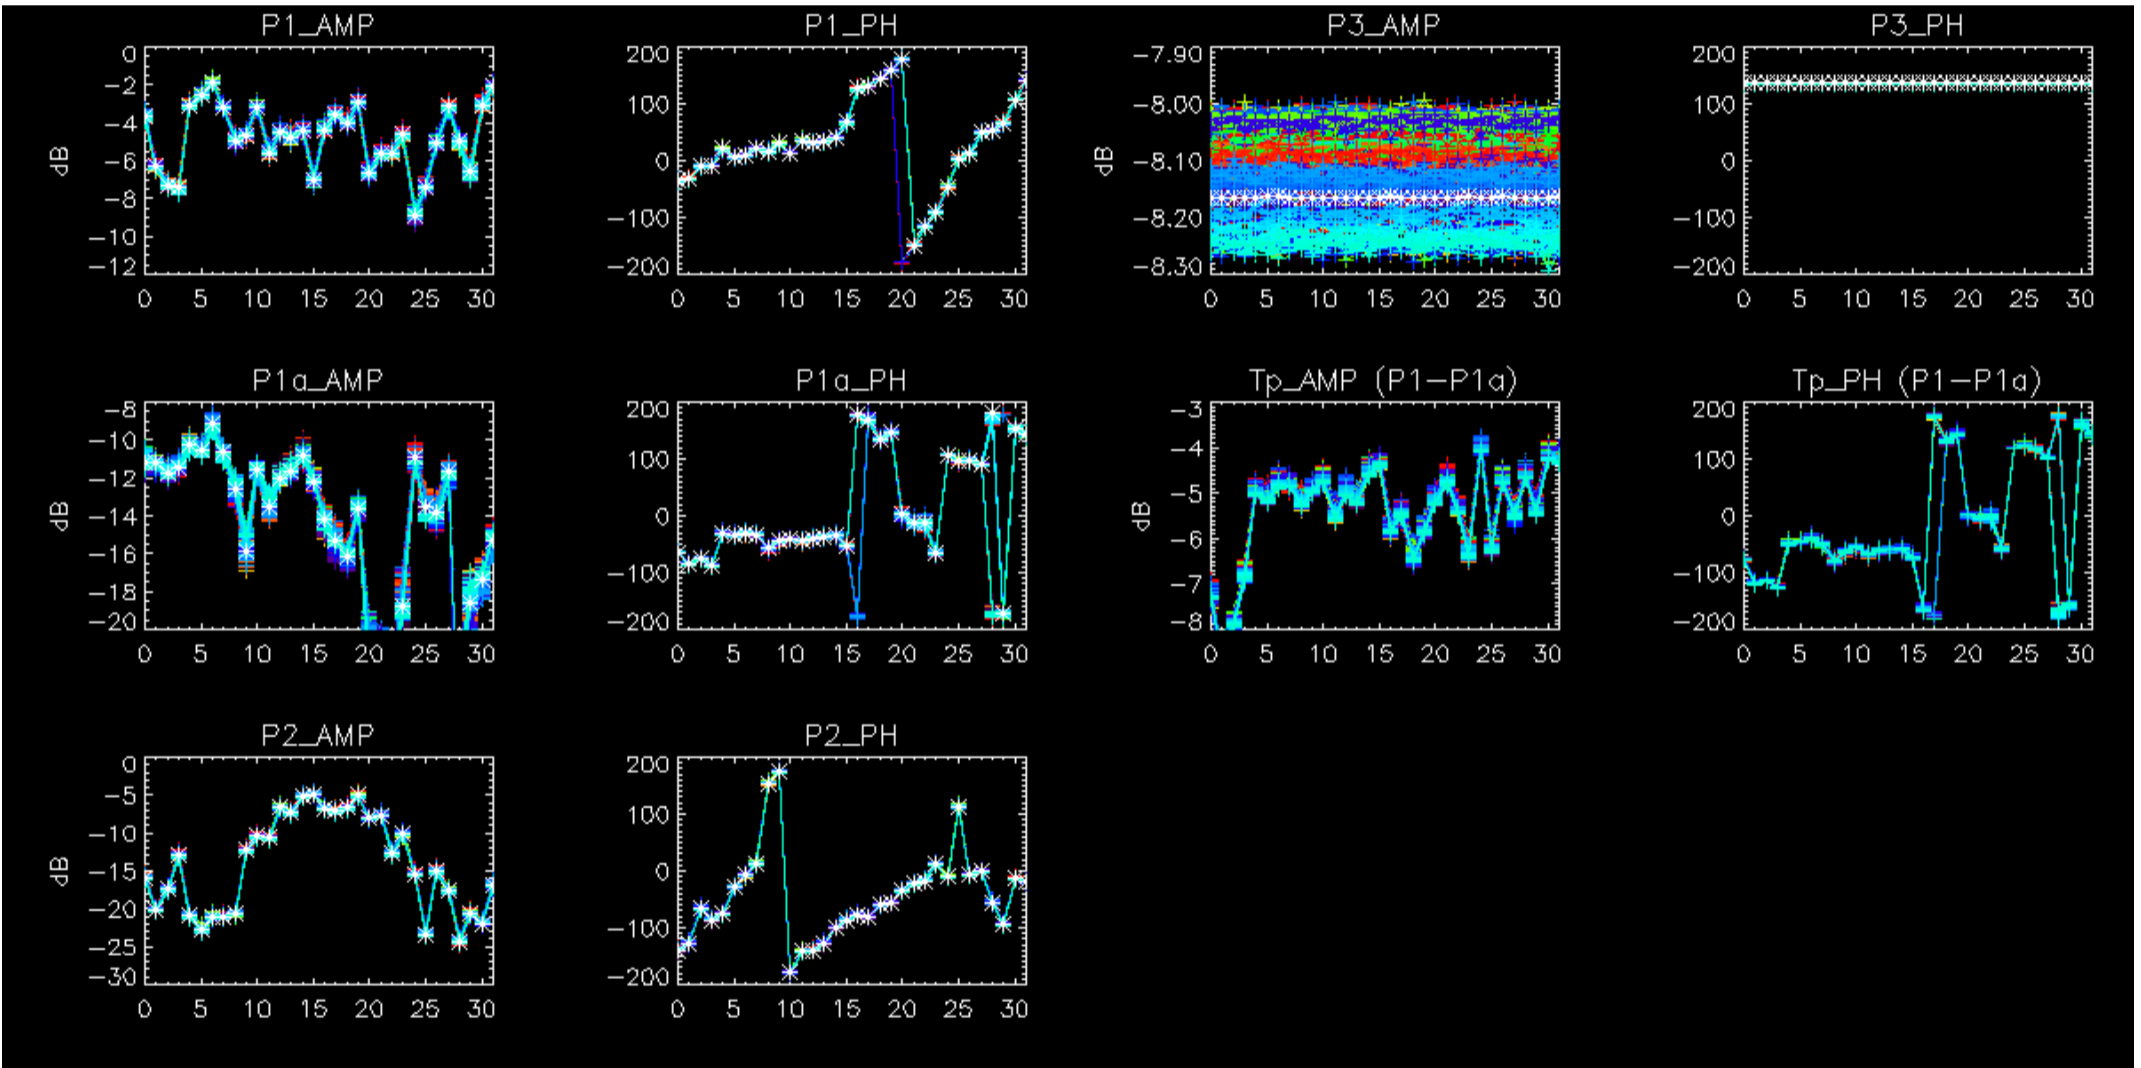 P1_AMP
P1_PH
P3_AMP
P3_PH
0
-2
-4
-6
-8
-10
-12
dB
0 5 10 15 20 25 30
200
100
0
-100
-200
0 5 10 15 20 25 30
-7.90
-8.00
-8.10
-8.20
-8.30
dB
0 5 10 15 20 25 30
200
100
0
-100
-200
0 5 10 15 20 25 30
P1a_AMP
P1a_PH
Tp_AMP (P1-P1a)
Tp_PH (P1-P1a)
-8
-10
-12
-14
-16
-18
-20
dB
0 5 10 15 20 25 30
200
100
0
-100
-200
0 5 10 15 20 25 30
-3
-4
-5
-6
-7
-8
dB
0 5 10 15 20 25 30
200
100
0
-100
-200
0 5 10 15 20 25 30
P2_AMP
P2_PH
0
-5
-10
-15
-20
-25
-30
dB
0 5 10 15 20 25 30
200
100
0
-100
-200
0 5 10 15 20 25 30